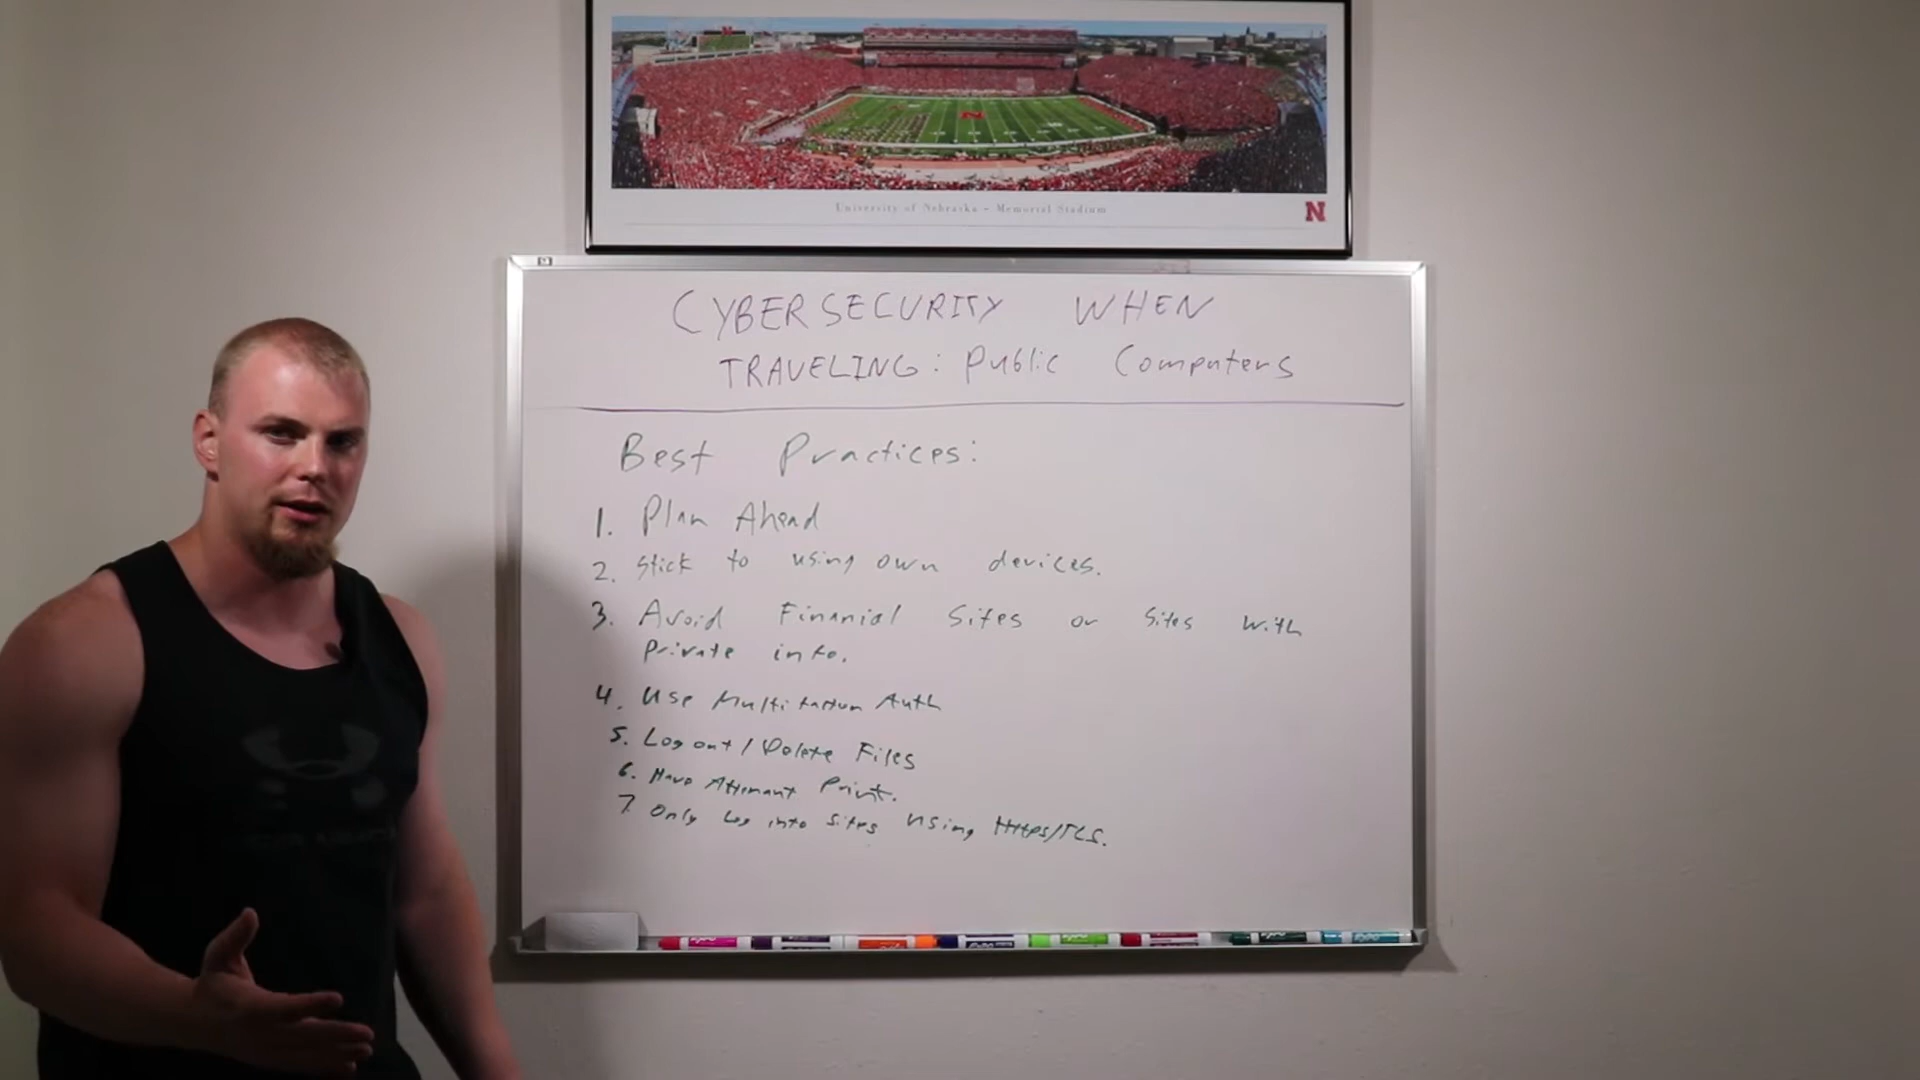 University of Nebraska - Memorial Stadium
N
CYBERSECURITY WHEN
TRAVELING: Public Computers
Best Practices:
1. Plan Ahead
2. Stick to using own devices.
3. Avoid Finanial Sites or Sites with
private info.
4. Use Multifactor Auth
5. Log out / Delete Files
6. Have Attenant Print.
7. Only Log into sites using Https/TLS.